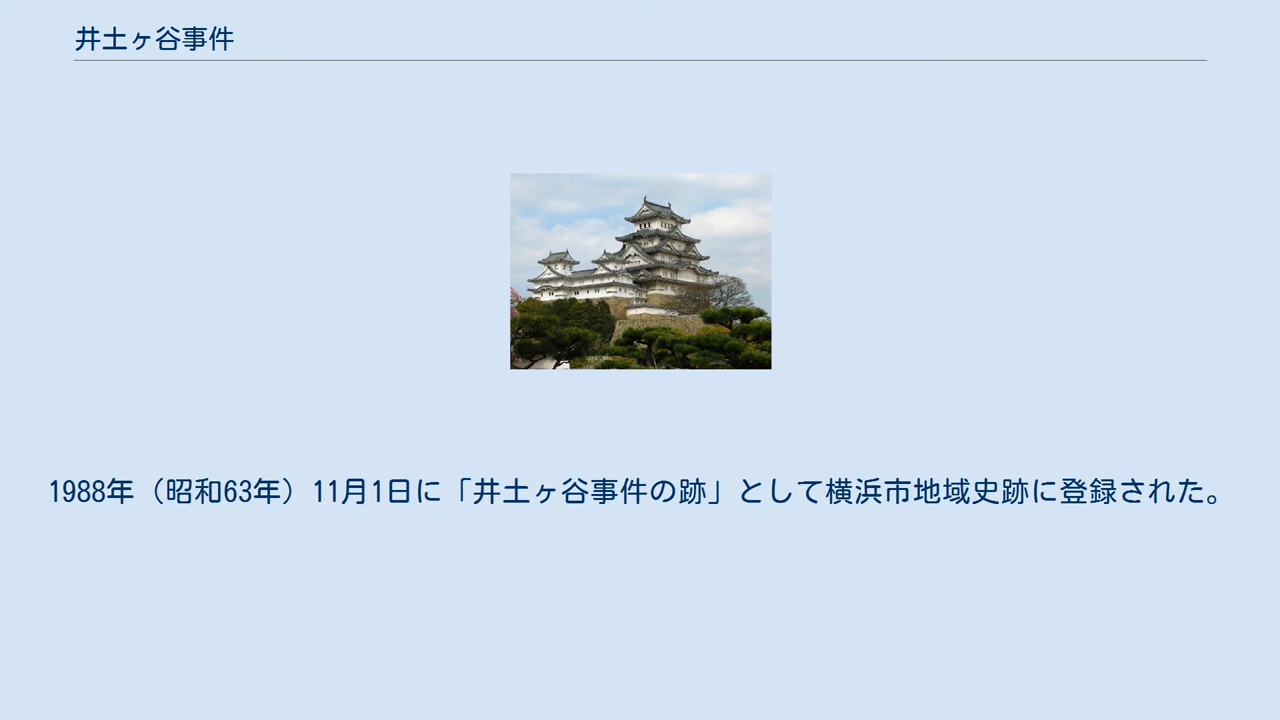 井土ヶ谷事件
1988年（昭和63年）11月1日に「井土ヶ谷事件の跡」として横浜市地域史跡に登録された。